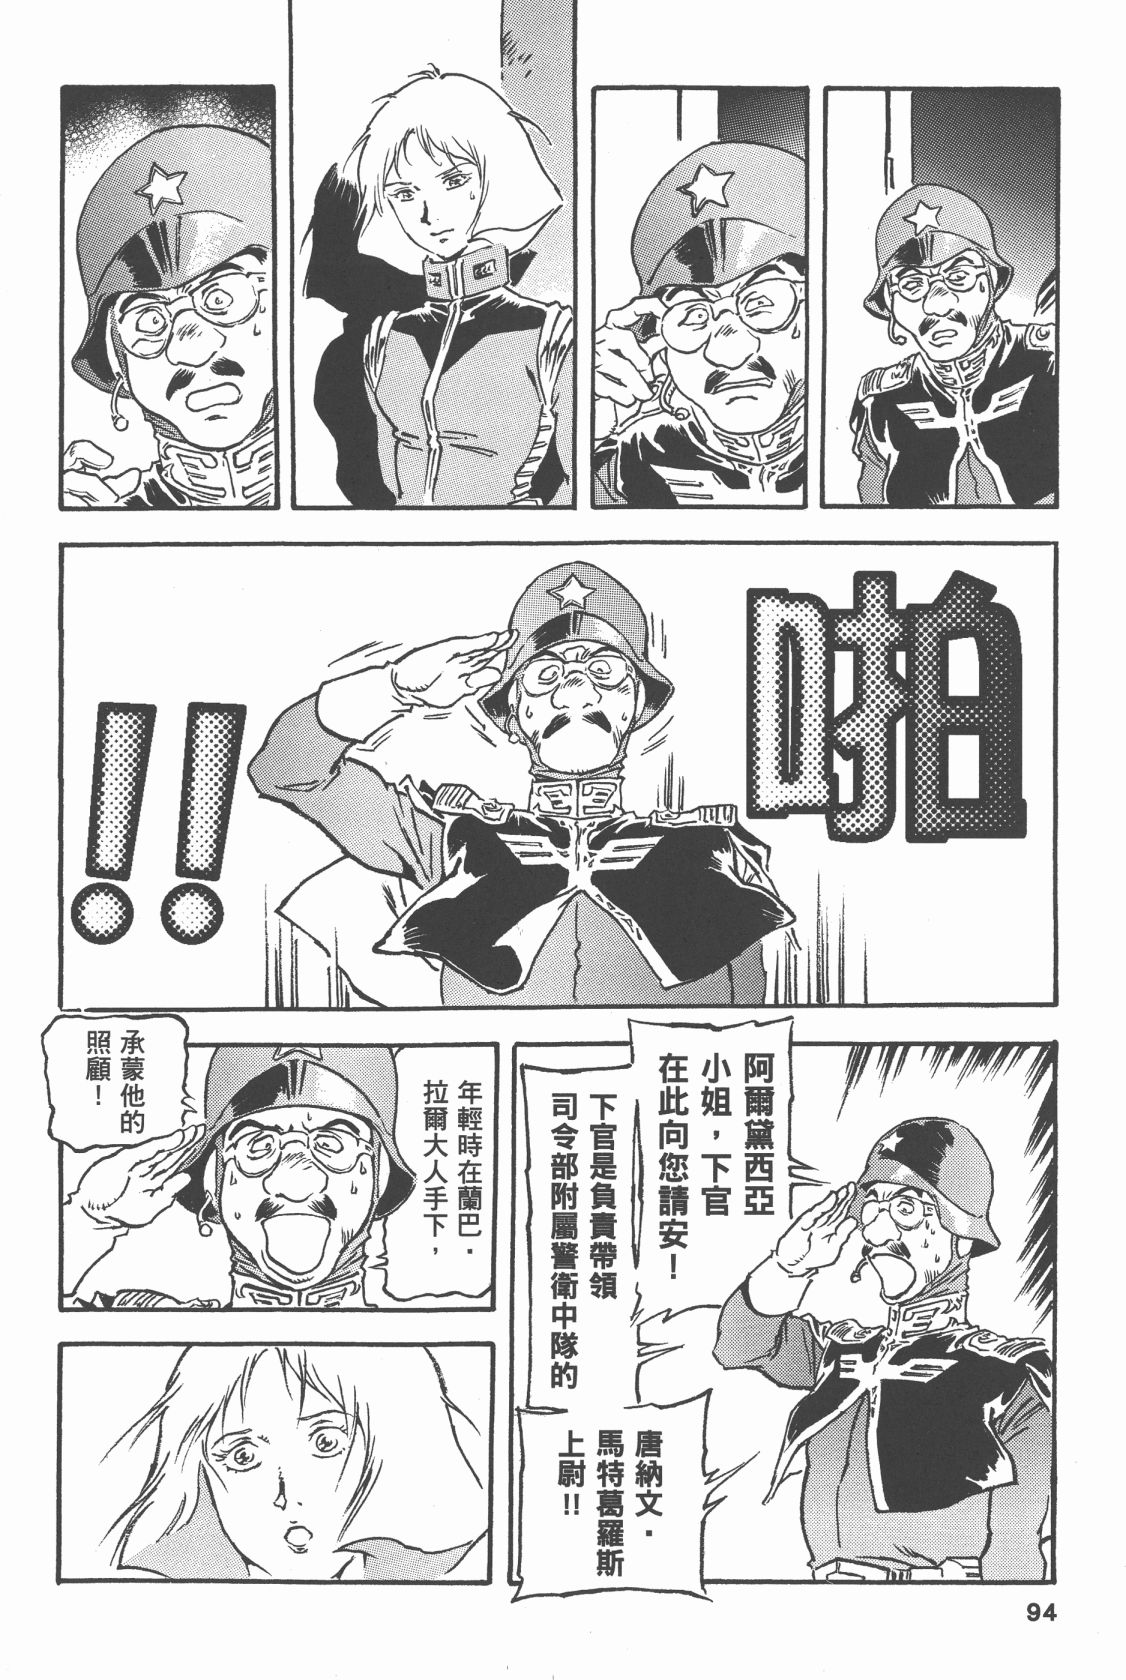 啪
!!
阿爾黛西亞
小姐，下官
在此向您請安！
下官是負責帶領
司令部附屬警衛中隊的
唐納文．
馬特葛羅斯
上尉!!
年輕時在蘭巴．
拉爾大人手下，
承蒙他的
照顧！
94